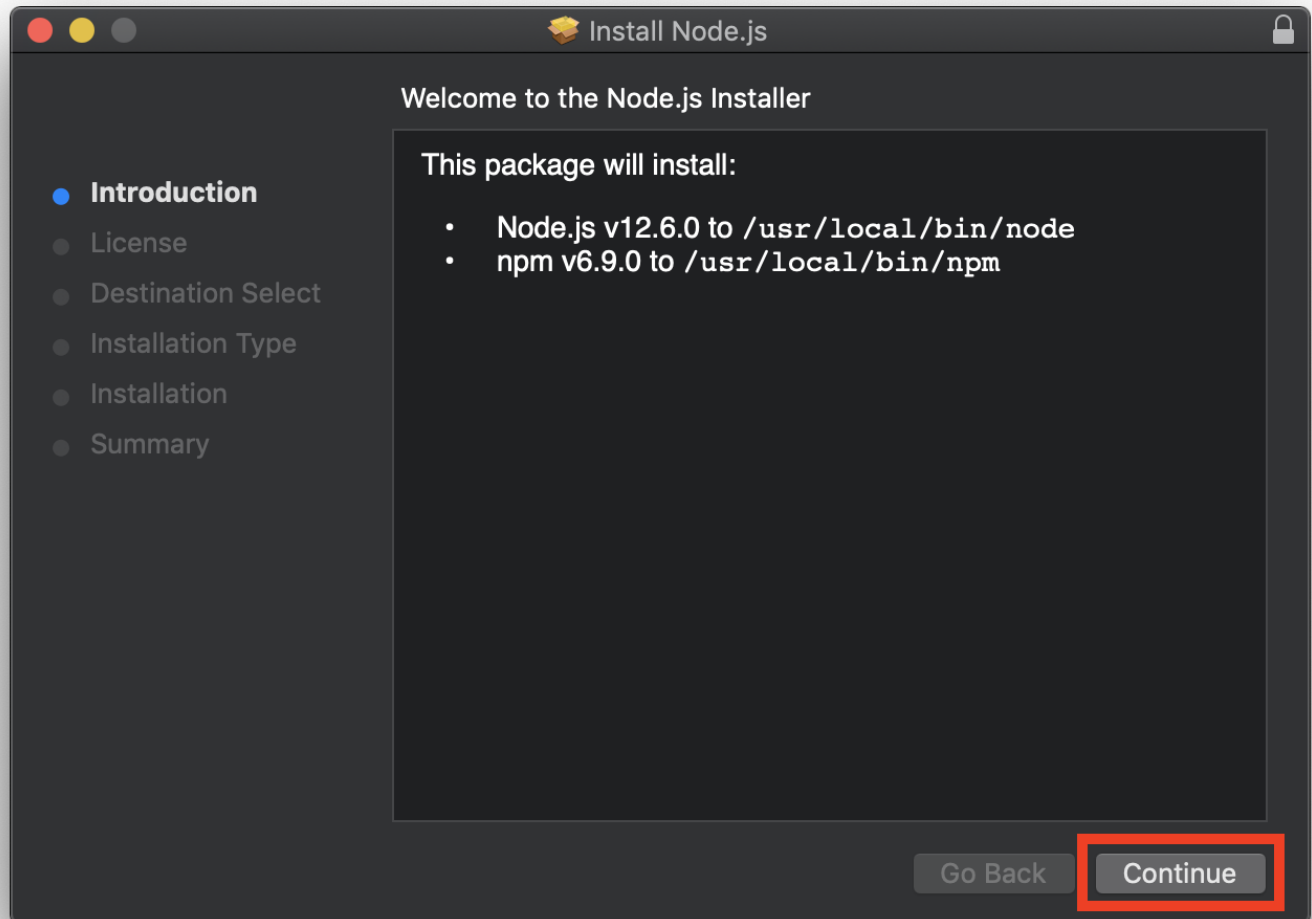 Install Node.js
Welcome to the Node.js Installer
Introduction
License
Destination Select
Installation Type
Installation
Summary
This package will install:
• Node.js v12.6.0 to /usr/local/bin/node
• npm v6.9.0 to /usr/local/bin/npm
Go Back
Continue